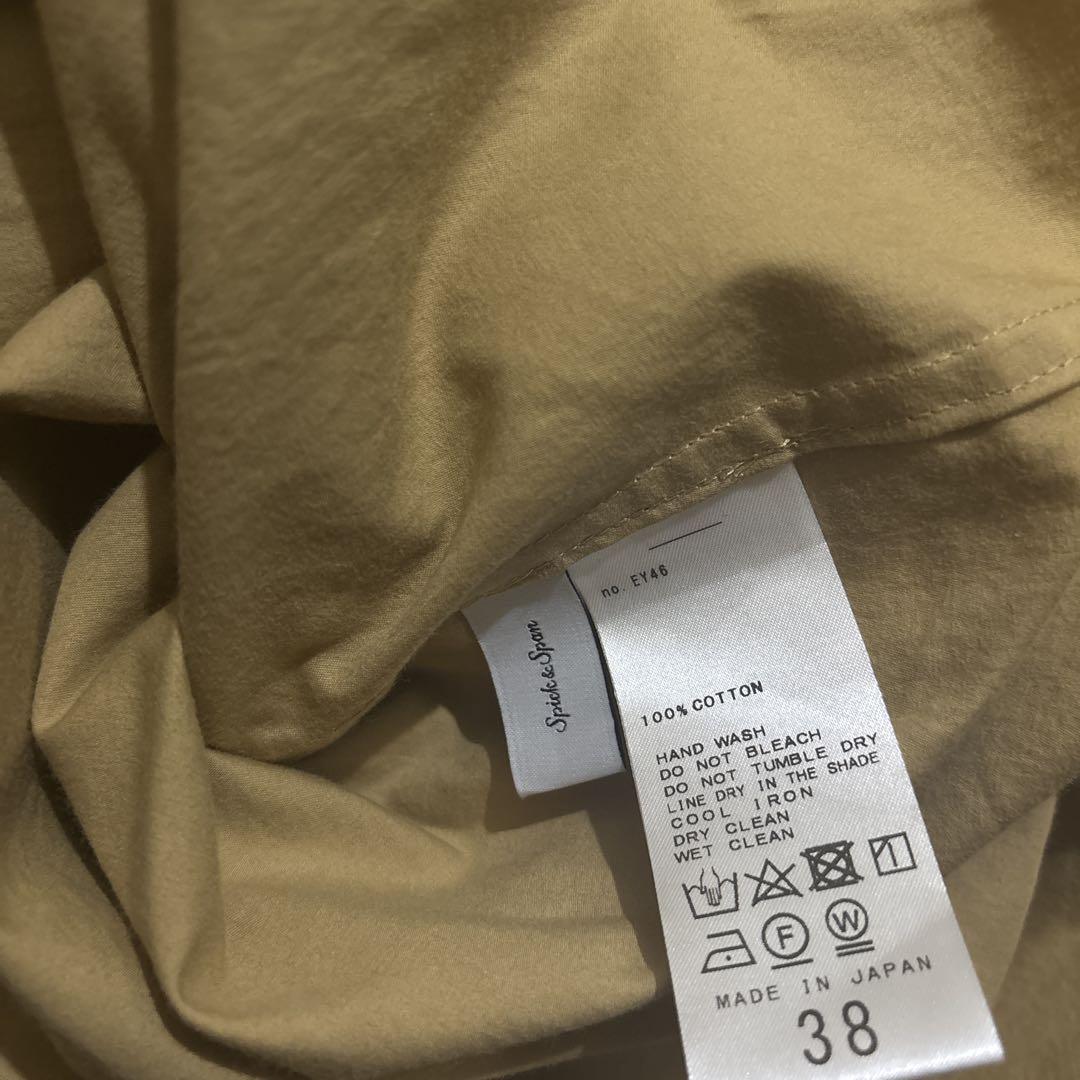 no. EY46
Spick&Span
100% COTTON
HAND WASH
DO NOT BLEACH
DO NOT TUMBLE DRY
LINE DRY IN THE SHADE
COOL IRON
DRY CLEAN
WET CLEAN
F
W
MADE IN JAPAN
38